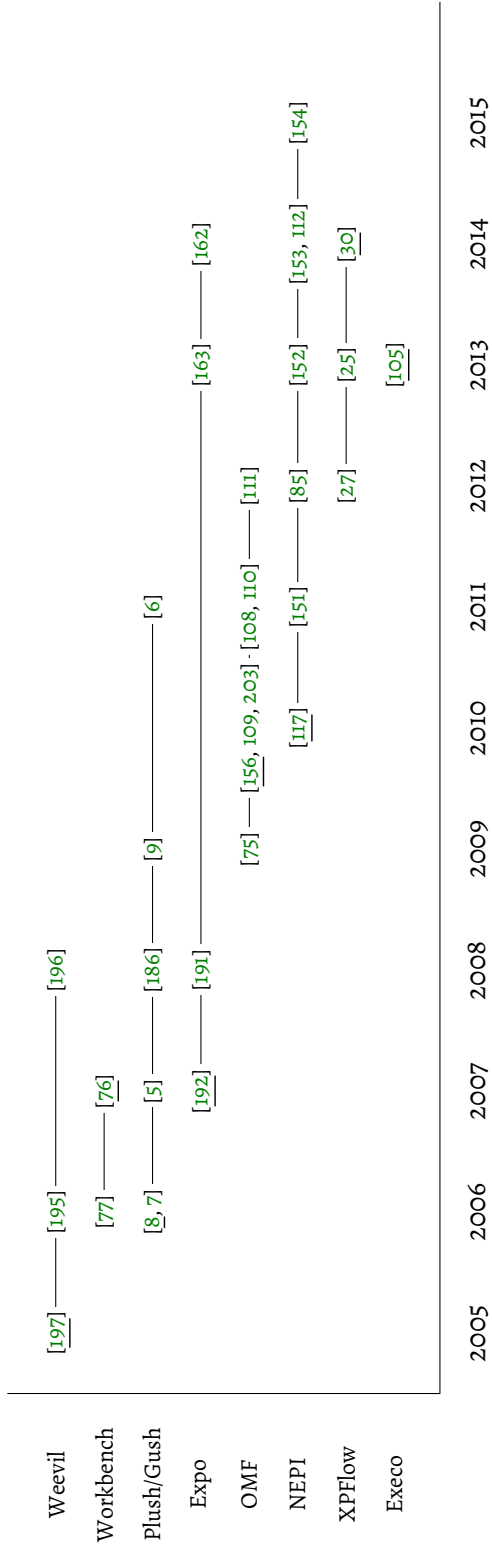 Weevil [197] [195] [196]
Workbench [77] [76]
Plush/Gush [8, 7] [5] [186] [9] [6]
Expo [192] [191] [163] [162]
OMF [75] [156, 109, 203] [108, 110] [111]
NEPI [117] [151] [85] [152] [153, 112] [154]
XPFlow [27] [25] [30]
Execo [105]
2005 2006 2007 2008 2009 2010 2011 2012 2013 2014 2015